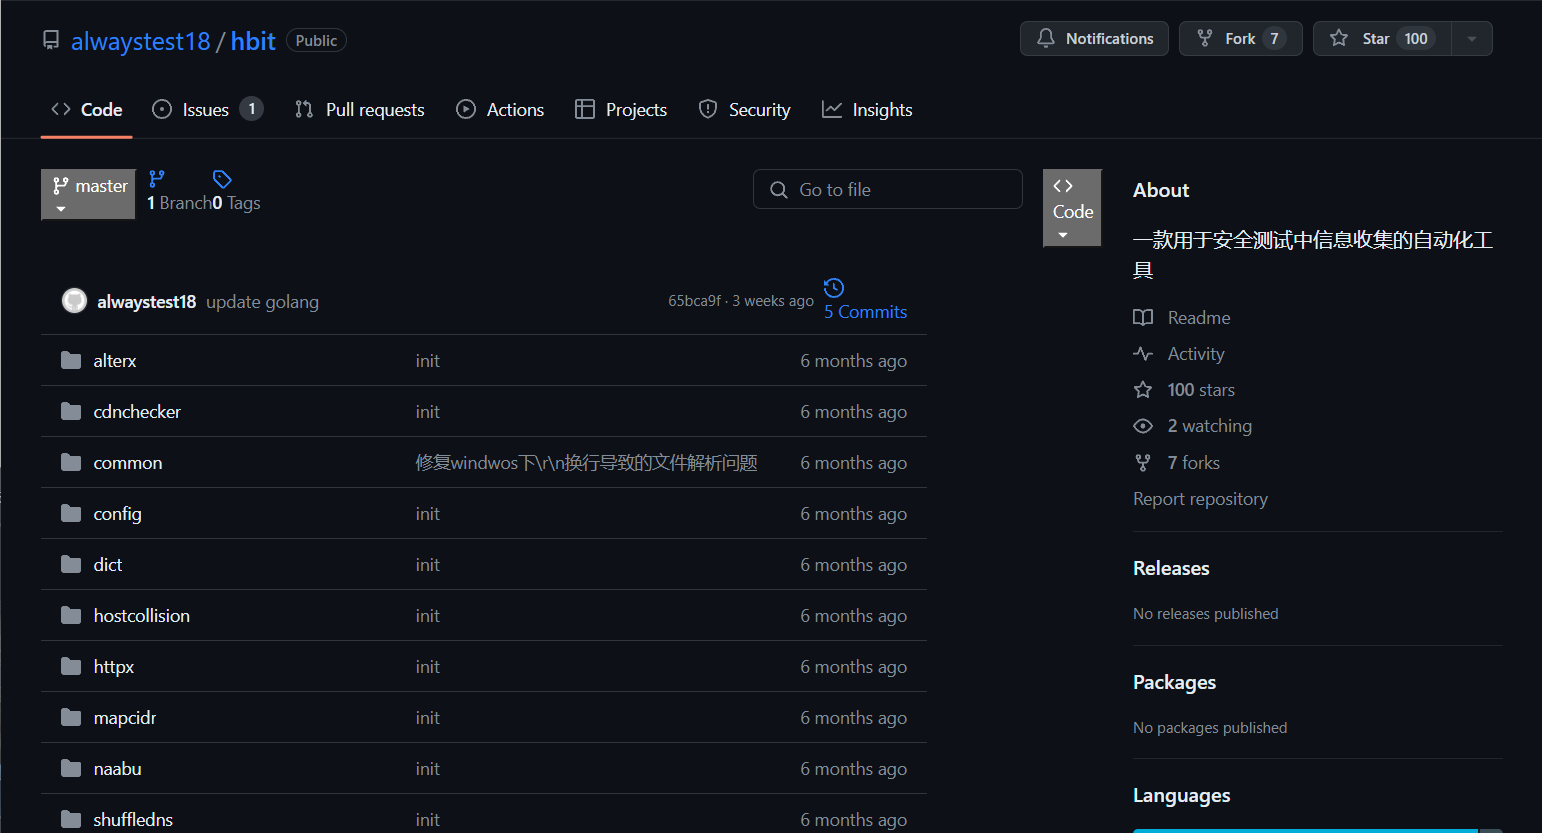 alwaystest18 / hbit Public
Notifications Fork 7 Star 100
Code Issues 1 Pull requests Actions Projects Security Insights
master
1 Branch 0 Tags
Go to file
Code
alwaystest18 update golang 65bca9f · 3 weeks ago 5 Commits
alterx init 6 months ago
cdnchecker init 6 months ago
common 修复windwos下\r\n换行导致的文件解析问题 6 months ago
config init 6 months ago
dict init 6 months ago
hostcollision init 6 months ago
httpx init 6 months ago
mapcidr init 6 months ago
naabu init 6 months ago
shuffledns init 6 months ago
About
一款用于安全测试中信息收集的自动化工
具
Readme
Activity
100 stars
2 watching
7 forks
Report repository
Releases
No releases published
Packages
No packages published
Languages